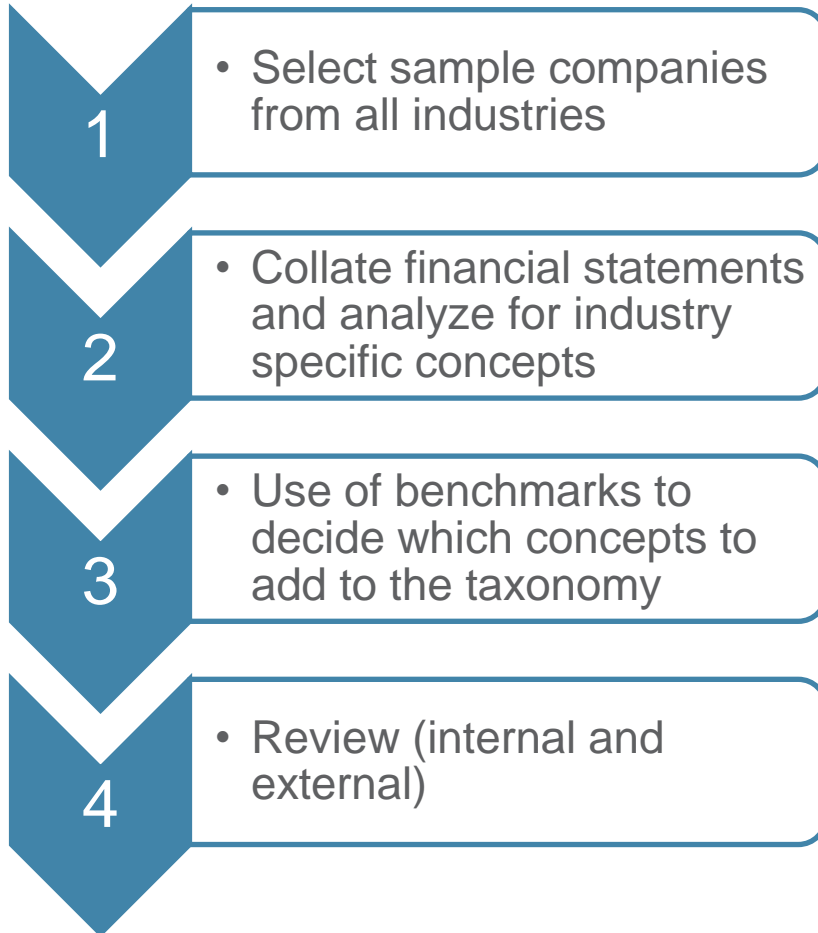 1
• Select sample companies
from all industries
2
• Collate financial statements
and analyze for industry
specific concepts
3
• Use of benchmarks to
decide which concepts to
add to the taxonomy
4
• Review (internal and
external)